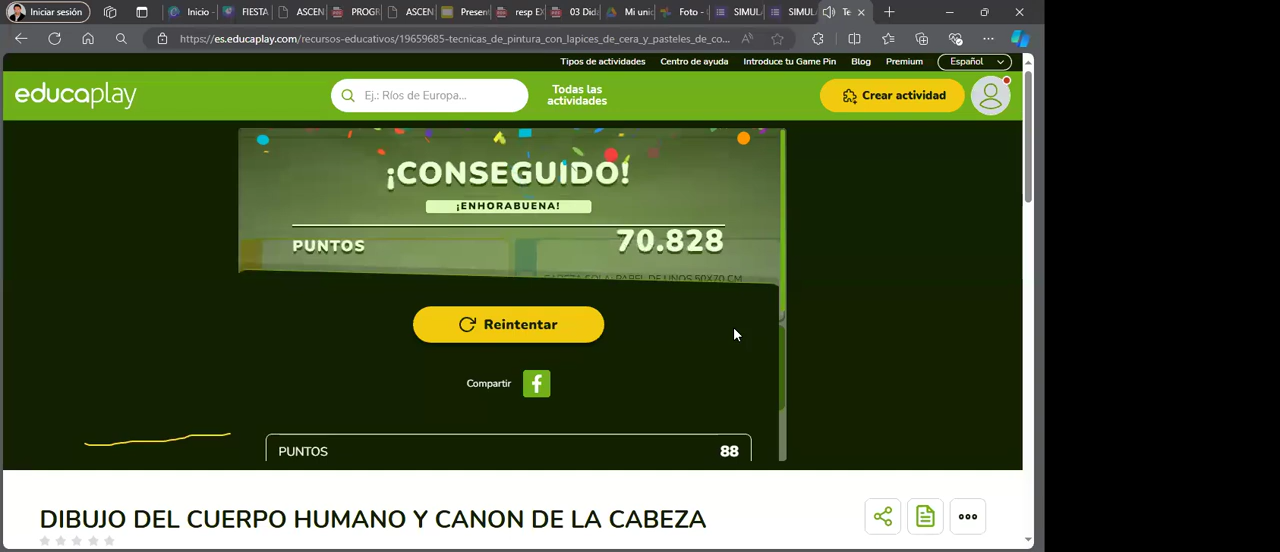 Iniciar sesión
Inicio -
FIESTA
ASCEN
PROGR
ASCEN
Present
resp EX
03 Did
Mi uni
Foto -
SIMUL
SIMUL
Te
https://es.educaplay.com/recursos-educativos/19659685-tecnicas_de_pintura_con_lapices_de_cera_y_pasteles_de_co...
Tipos de actividades Centro de ayuda Introduce tu Game Pin Blog Premium Español
educaplay
Ej.: Ríos de Europa...
Todas las
actividades
Crear actividad
¡CONSEGUIDO!
¡ENHORABUENA!
PUNTOS 70.828
Reintentar
Compartir
PUNTOS 88
DIBUJO DEL CUERPO HUMANO Y CANON DE LA CABEZA